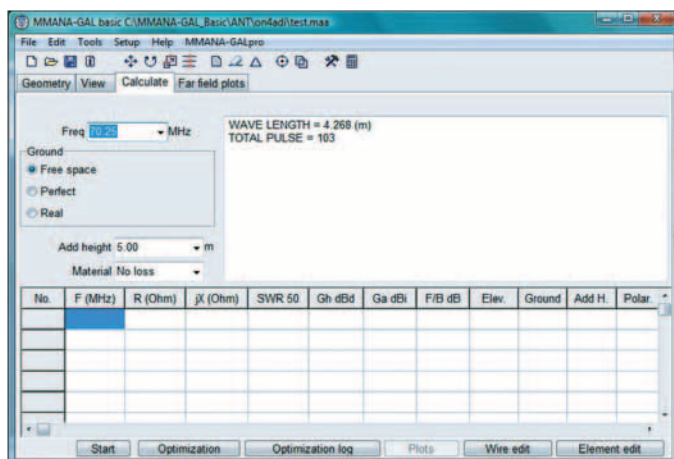 MMANA-GAL basic C:\MMANA-GAL_Basic\ANT\on4adi\test.maa
File Edit Tools Setup Help MMANA-GALpro
Geometry View Calculate Far field plots
Freq 70.25 MHz
WAVE LENGTH = 4.268 (m)
TOTAL PULSE = 103
Ground
Free space
Perfect
Real
Add height 5.00 m
Material No loss
No. F (MHz) R (Ohm) jX (Ohm) SWR 50 Gh dBd Ga dBi F/B dB Elev. Ground Add H. Polar.
Start Optimization Optimization log Plots Wire edit Element edit